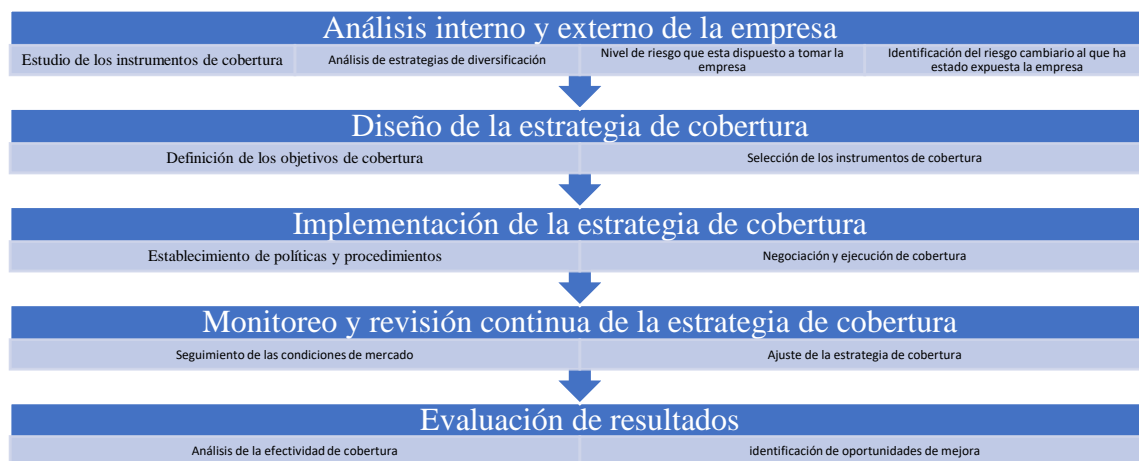 Análisis interno y externo de la empresa
Estudio de los instrumentos de cobertura
Análisis de estrategias de diversificación
Nivel de riesgo que esta dispuesto a tomar la
empresa
Identificación del riesgo cambiario al que ha
estado expuesta la empresa
Diseño de la estrategia de cobertura
Definición de los objetivos de cobertura
Selección de los instrumentos de cobertura
Implementación de la estrategia de cobertura
Establecimiento de políticas y procedimientos
Negociación y ejecución de cobertura
Monitoreo y revisión continua de la estrategia de cobertura
Seguimiento de las condiciones de mercado
Ajuste de la estrategia de cobertura
Evaluación de resultados
Análisis de la efectividad de cobertura
identificación de oportunidades de mejora